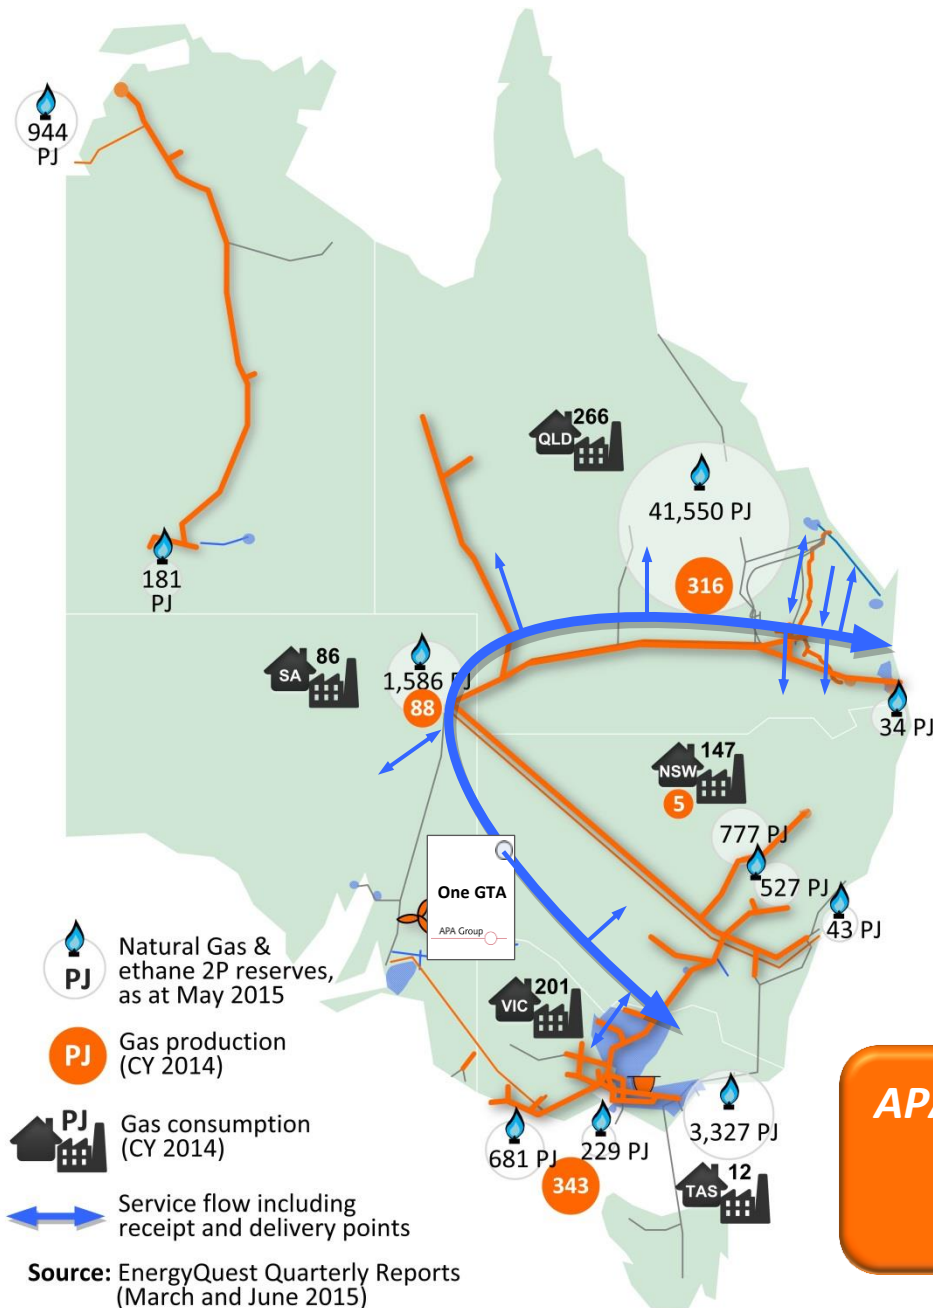 944
PJ
181
PJ
266
QLD
41,550 PJ
316
86
SA
1,586 PJ
88
34 PJ
147
NSW
5
777 PJ
527 PJ
43 PJ
One GTA
APA Group
201
VIC
3,327 PJ
681 PJ
229 PJ
343
12
TAS
PJ
Natural Gas &
ethane 2P reserves,
as at May 2015
PJ
Gas production
(CY 2014)
PJ
Gas consumption
(CY 2014)
Service flow including
receipt and delivery points
Source: EnergyQuest Quarterly Reports
(March and June 2015)
APA